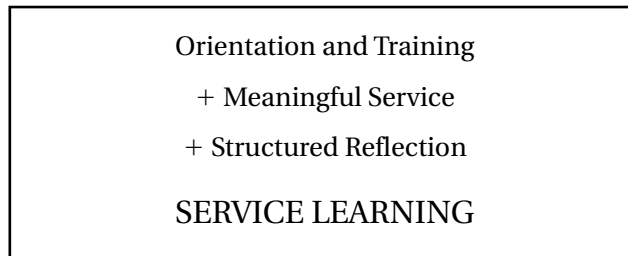 Orientation and Training
+ Meaningful Service
+ Structured Reflection
SERVICE LEARNING